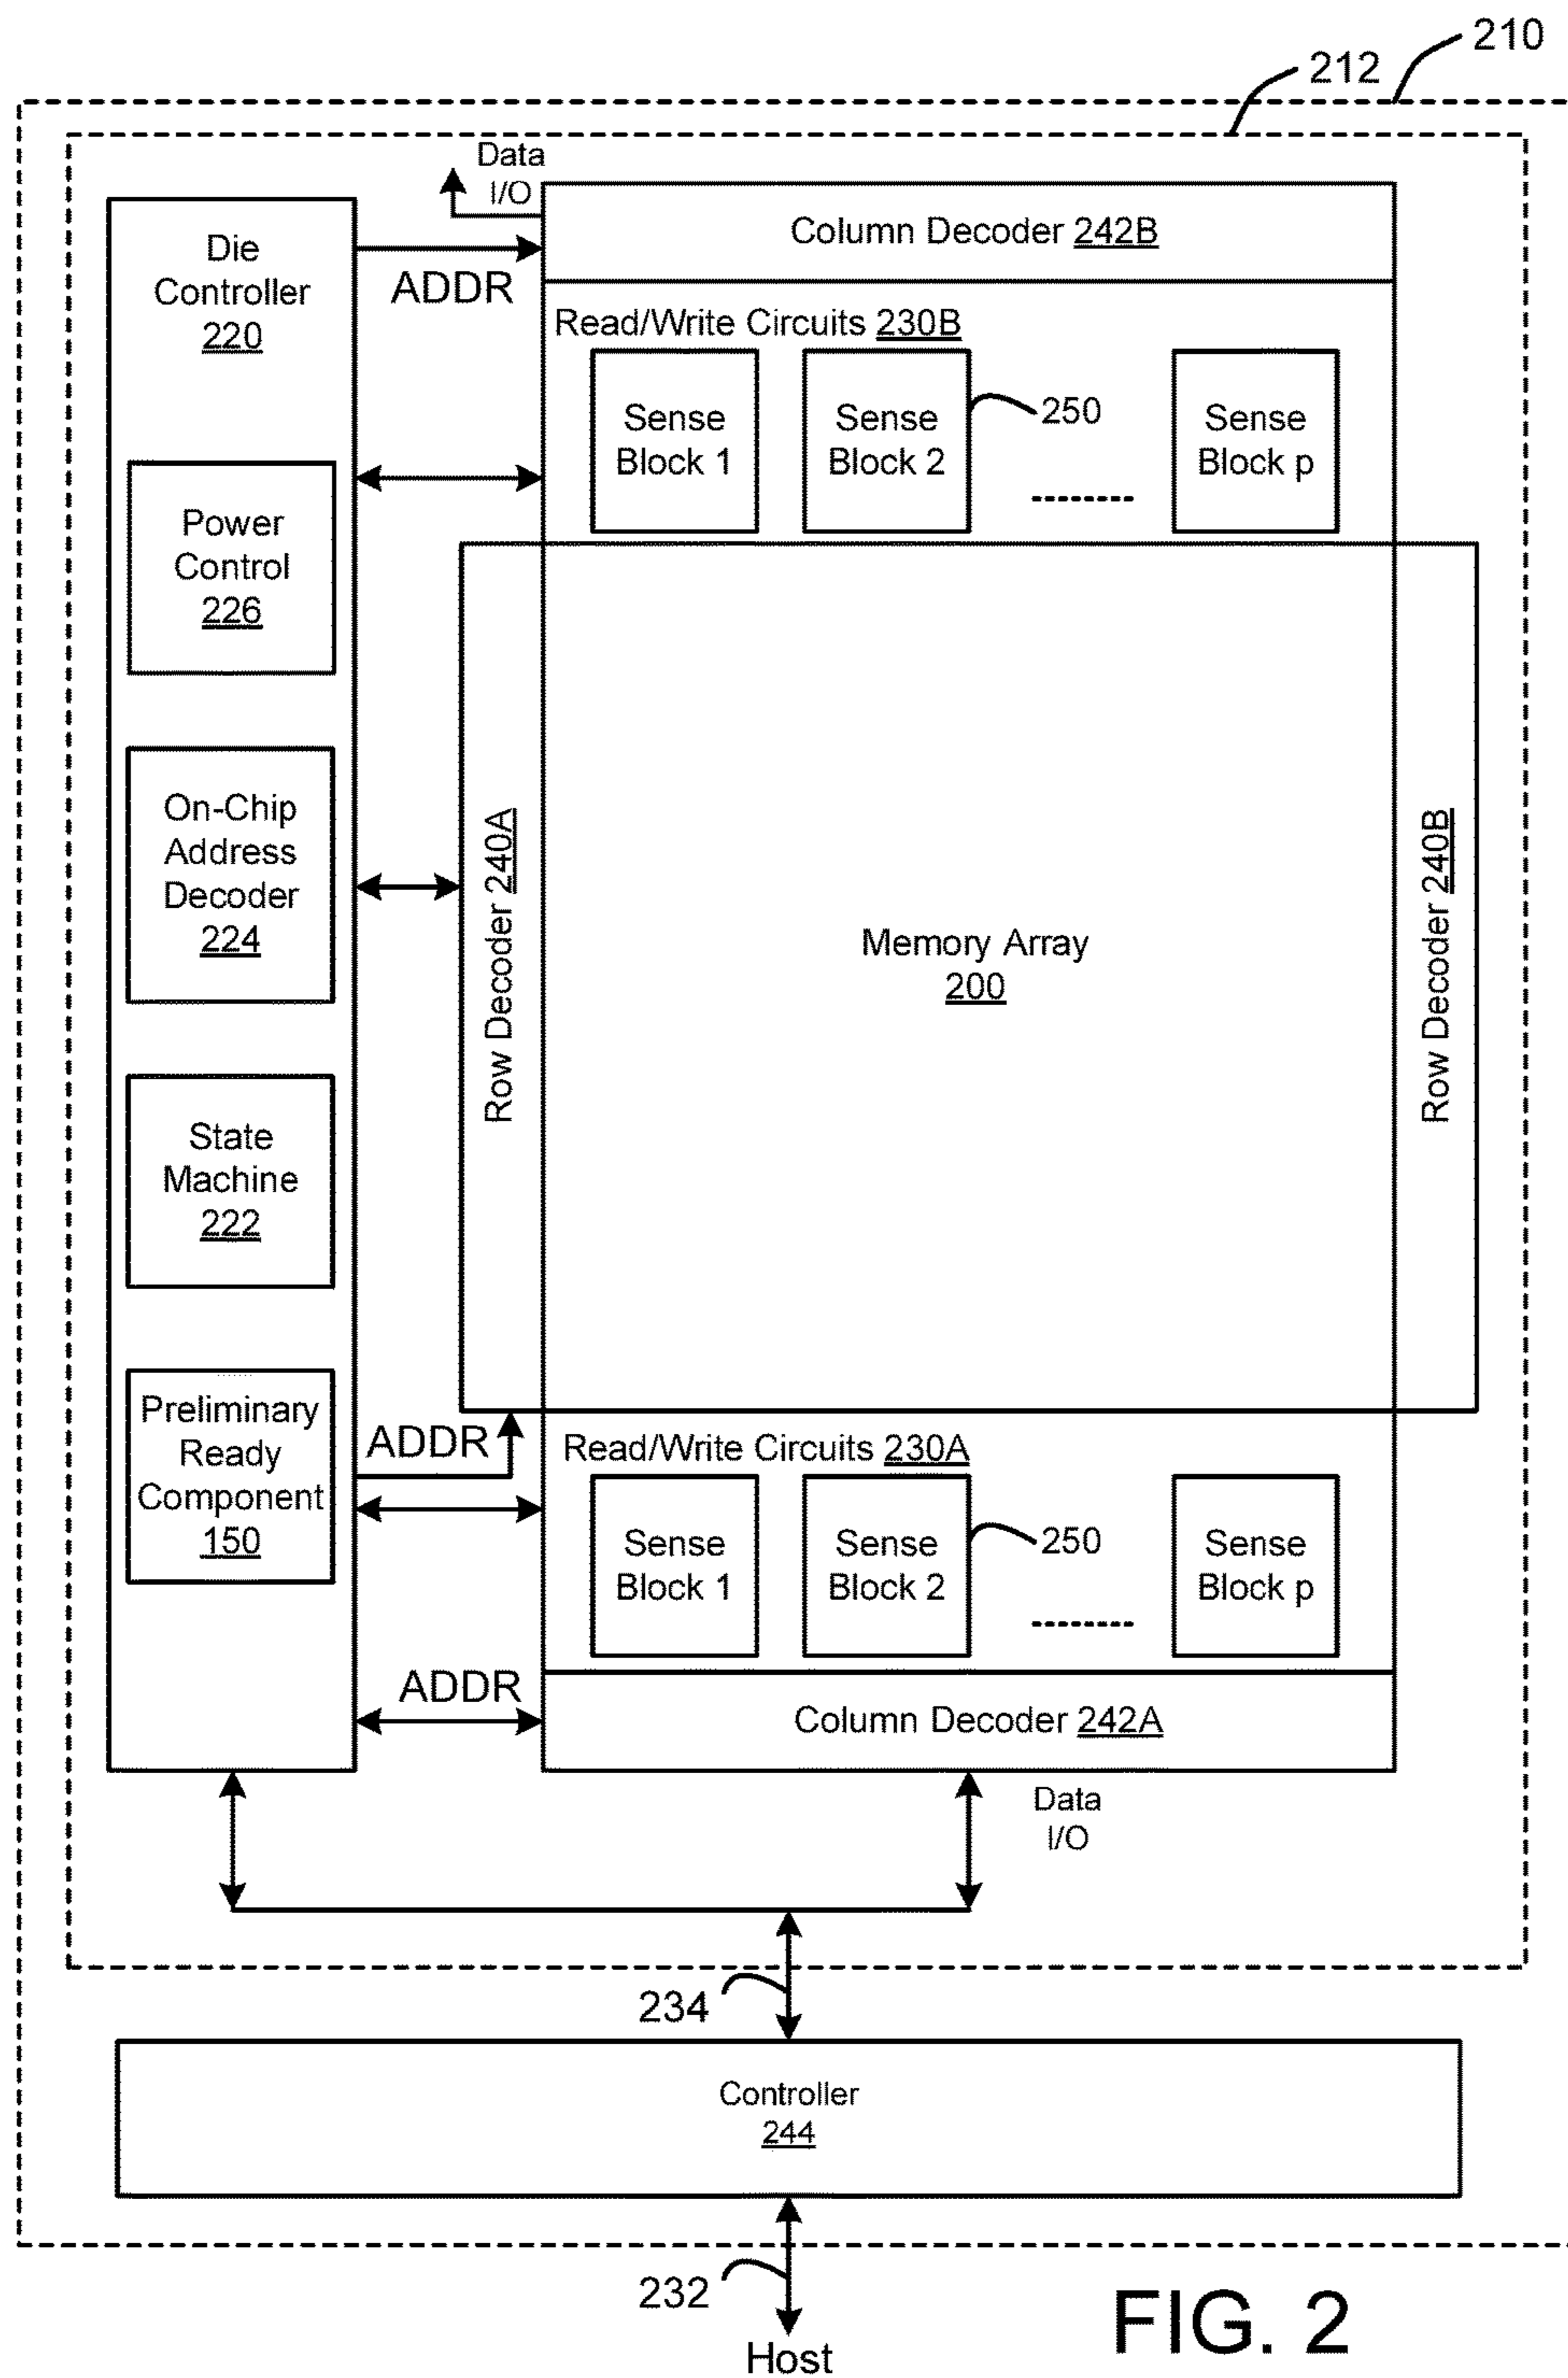 210
212
Data
I/O
Die
Controller
220
ADDR
Column Decoder 242B
Read/Write Circuits 230B
Sense
Block 1
Sense
Block 2
250
Sense
Block p
Power
Control
226
On-Chip
Address
Decoder
224
State
Machine
222
Preliminary
Ready
Component
150
Row Decoder 240A
Memory Array
200
Row Decoder 240B
ADDR
Read/Write Circuits 230A
Sense
Block 1
Sense
Block 2
250
Sense
Block p
ADDR
Column Decoder 242A
Data
I/O
234
Controller
244
232
Host
FIG. 2